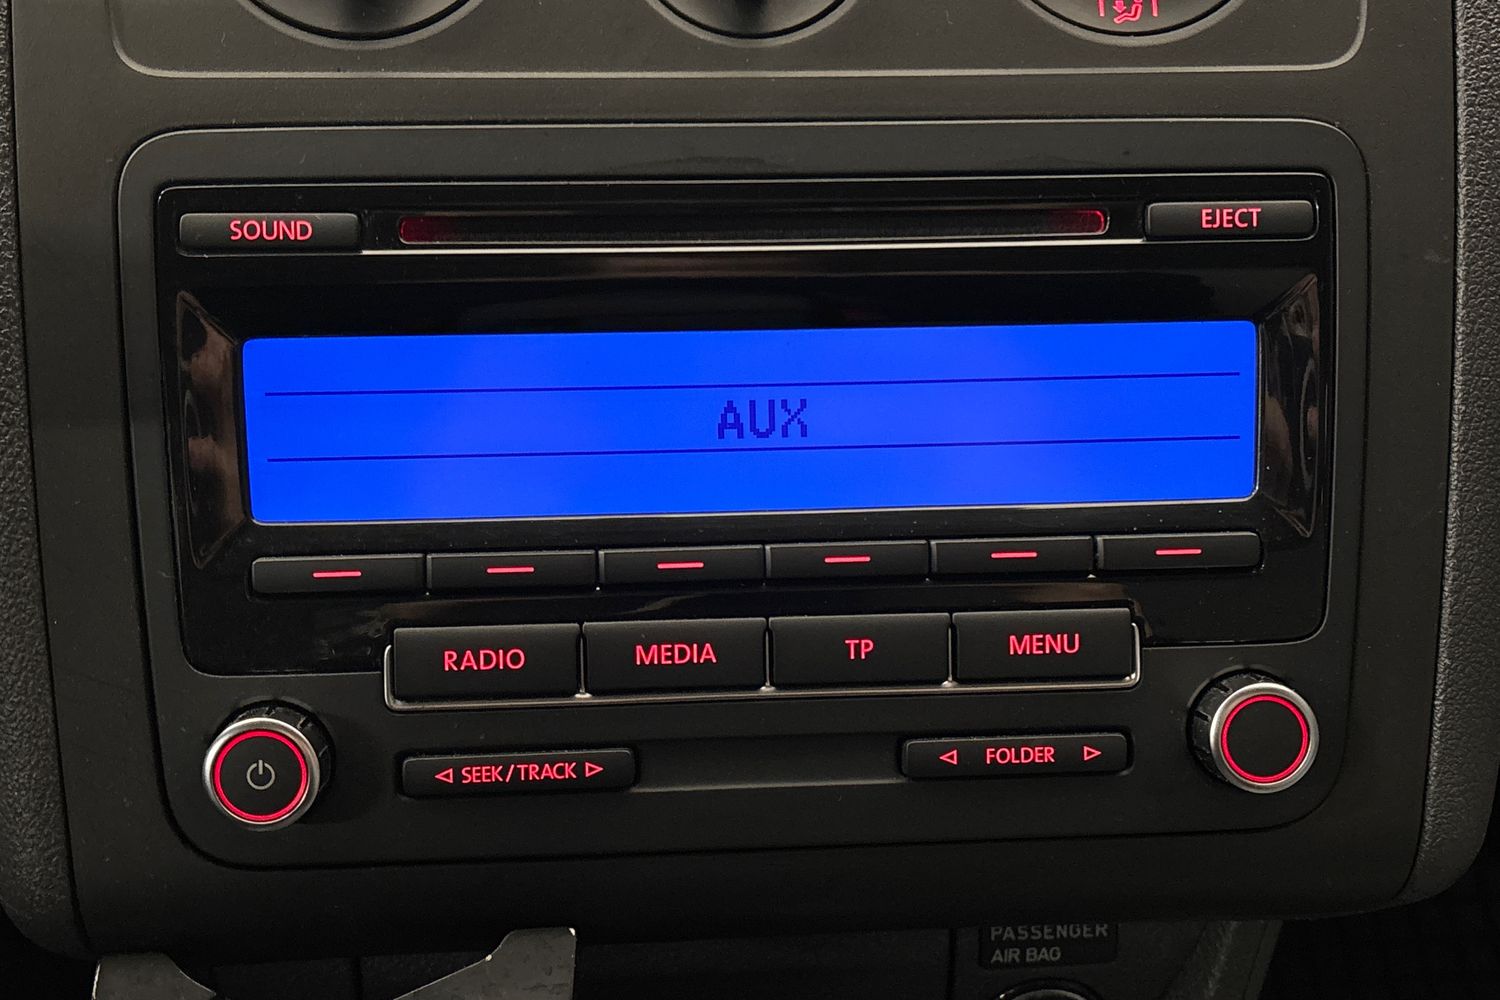 SOUND
EJECT
AUX
RADIO
MEDIA
TP
MENU
SEEK/TRACK
FOLDER
PASSENGER
AIR BAG